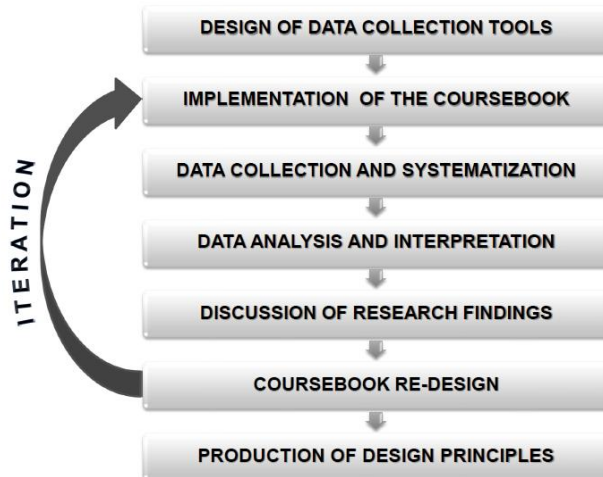 DESIGN OF DATA COLLECTION TOOLS
IMPLEMENTATION OF THE COURSEBOOK
DATA COLLECTION AND SYSTEMATIZATION
DATA ANALYSIS AND INTERPRETATION
DISCUSSION OF RESEARCH FINDINGS
COURSEBOOK RE-DESIGN
PRODUCTION OF DESIGN PRINCIPLES
ITERATION